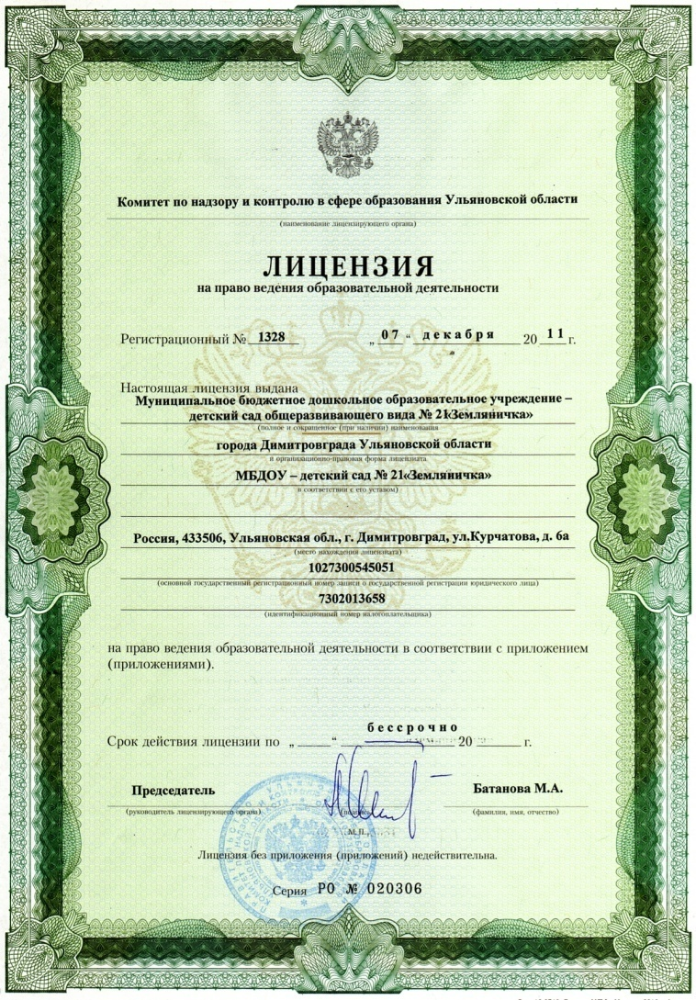 Комитет по надзору и контролю в сфере образования Ульяновской области
(наименование лицензирующего органа)
ЛИЦЕНЗИЯ
на право ведения образовательной деятельности
Регистрационный № 1328 „ 07 “ декабря 20 11 г.
Настоящая лицензия выдана
Муниципальное бюджетное дошкольное образовательное учреждение –
детский сад общеразвивающего вида № 21«Земляничка»
(полное и сокращенное (при наличии) наименования
города Димитровграда Ульяновской области
и организационно-правовая форма лицензиата
МБДОУ – детский сад № 21«Земляничка»
в соответствии с его уставом)
Россия, 433506, Ульяновская обл., г. Димитровград, ул.Курчатова, д. 6а
(место нахождения лицензиата)
1027300545051
(основной государственный регистрационный номер записи о государственной регистрации юридического лица)
7302013658
(идентификационный номер налогоплательщика)
на право ведения образовательной деятельности в соответствии с приложением
(приложениями).
бессрочно
Срок действия лицензии по „ “ 20 г.
Председатель Батанова М.А.
(руководитель лицензирующего органа) (подпись) (фамилия, имя, отчество)
М.П.
Лицензия без приложения (приложений) недействительна.
Серия РО № 020306